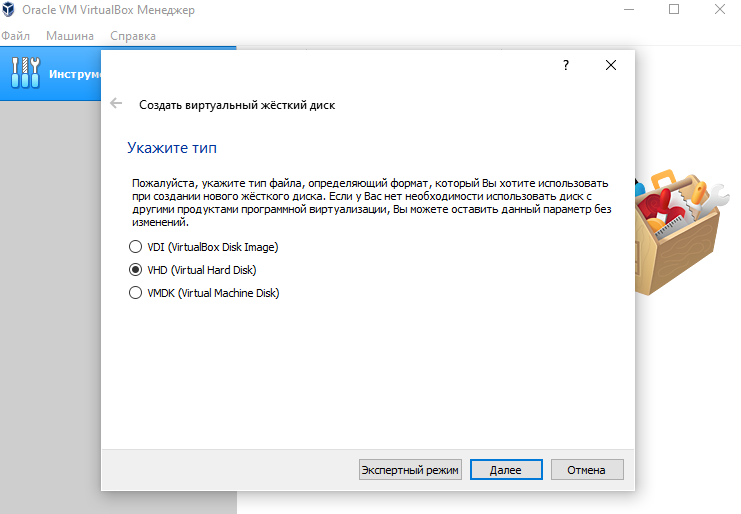 Oracle VM VirtualBox Менеджер
Файл Машина Справка
?
Создать виртуальный жёсткий диск
Укажите тип
Пожалуйста, укажите тип файла, определяющий формат, который Вы хотите использовать
при создании нового жёсткого диска. Если у Вас нет необходимости использовать диск с
другими продуктами программной виртуализации, Вы можете оставить данный параметр без
изменений.
VDI (VirtualBox Disk Image)
VHD (Virtual Hard Disk)
VMDK (Virtual Machine Disk)
Экспертный режим Далее Отмена